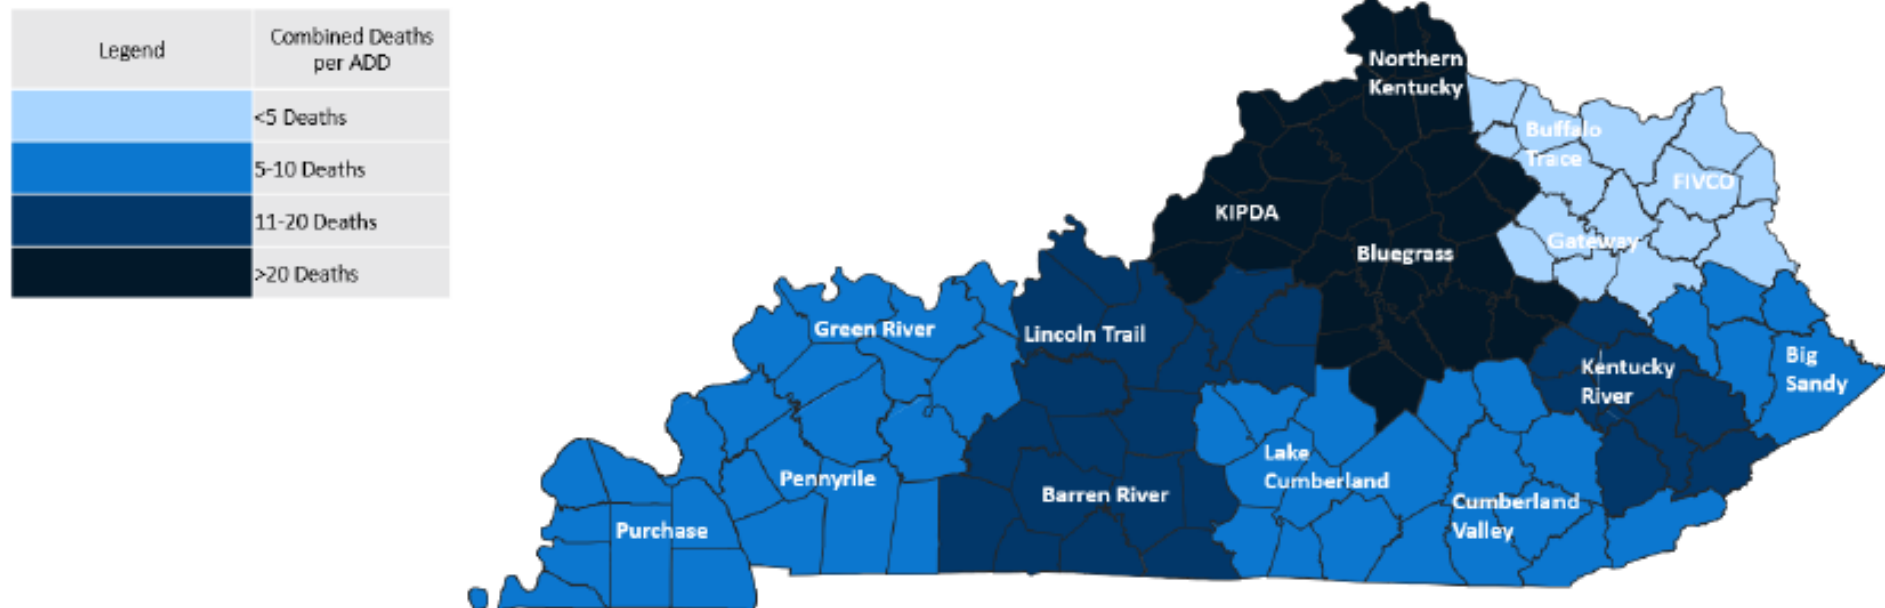 Legend
Combined Deaths
per ADD
<5 Deaths
5-10 Deaths
11-20 Deaths
>20 Deaths
Northern
Kentucky
Buffalo
Trace
FIVCO
KIPDA
Gateway
Bluegrass
Green River
Lincoln Trail
Big
Sandy
Kentucky
River
Lake
Cumberland
Pennyrile
Barren River
Cumberland
Valley
Purchase